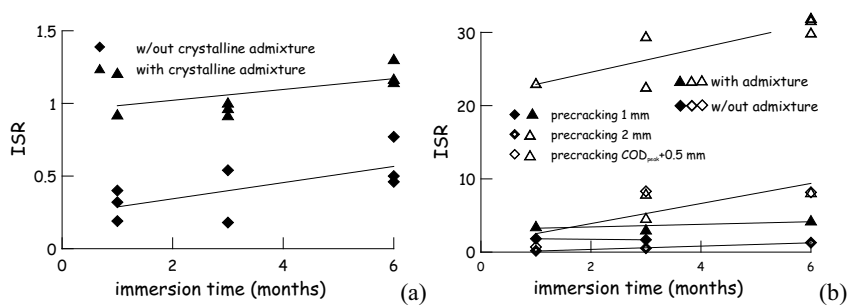 1.5
1
0.5
0
0 2 4 6
ISR
immersion time (months)
w/out crystalline admixture
with crystalline admixture
(a)
30
20
10
0
0 2 4 6
ISR
immersion time (months)
with admixture
w/out admixture
precracking 1 mm
precracking 2 mm
precracking CODpeak+0.5 mm
(b)